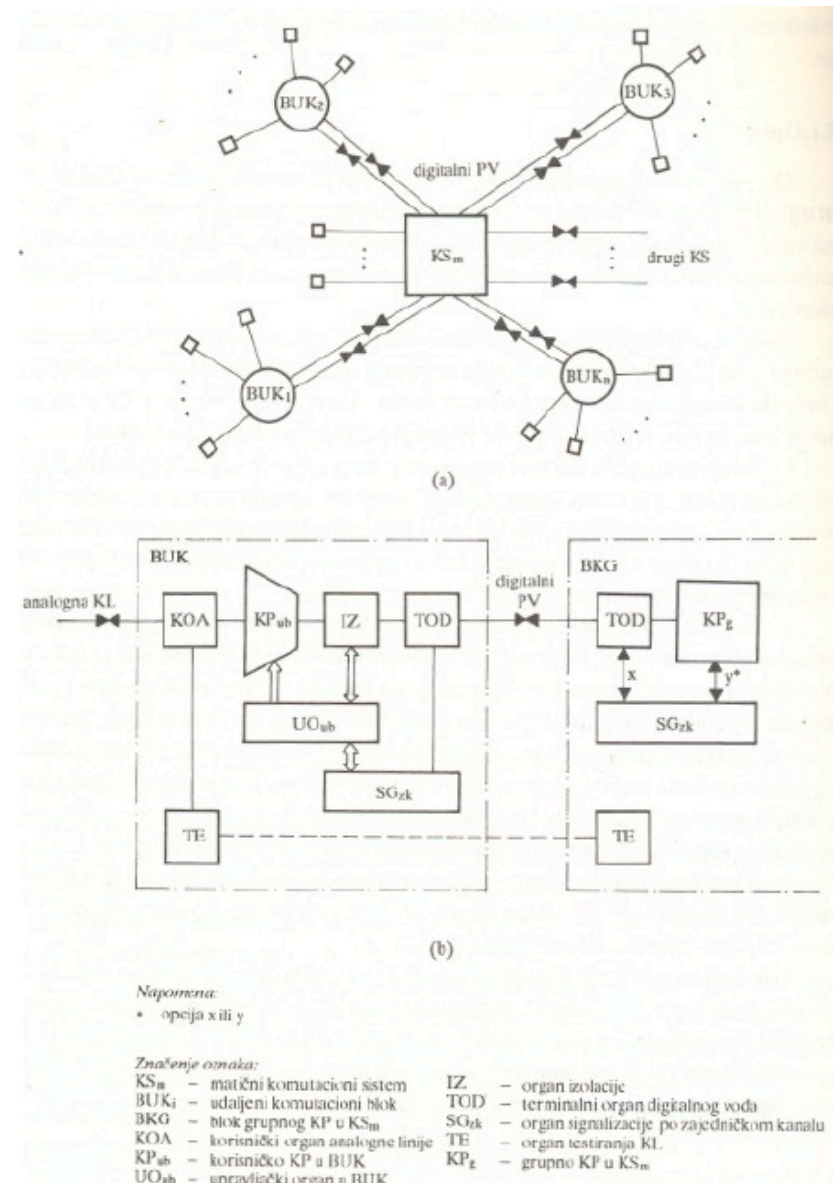 BUK₂
BUK₃
digitalni PV
KSₘ
drugi KS
BUK₁
BUKₙ
(a)
BUK
BKG
digitalni
PV
analogna KL
KOA
KPub
IZ
TOD
TOD
KPg
x
y*
UOub
SGzk
SGzk
TE
TE
(b)
Napomena:
* opcija x ili y
Značenje oznaka:
KSₘ – matični komutacioni sistem
BUKᵢ – udaljeni komutacioni blok
BKG – blok grupnog KP u KSₘ
KOA – korisnički organ analogne linije
KPub – korisničko KP u BUK
UOub – upravljački organ u BUK
IZ – organ izolacije
TOD – terminalni organ digitalnog voda
SGzk – organ signalizacije po zajedničkom kanalu
TE – organ testiranja KL
KPg – grupno KP u KSₘ